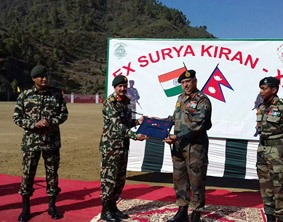 EX SURYA KIRAN - X